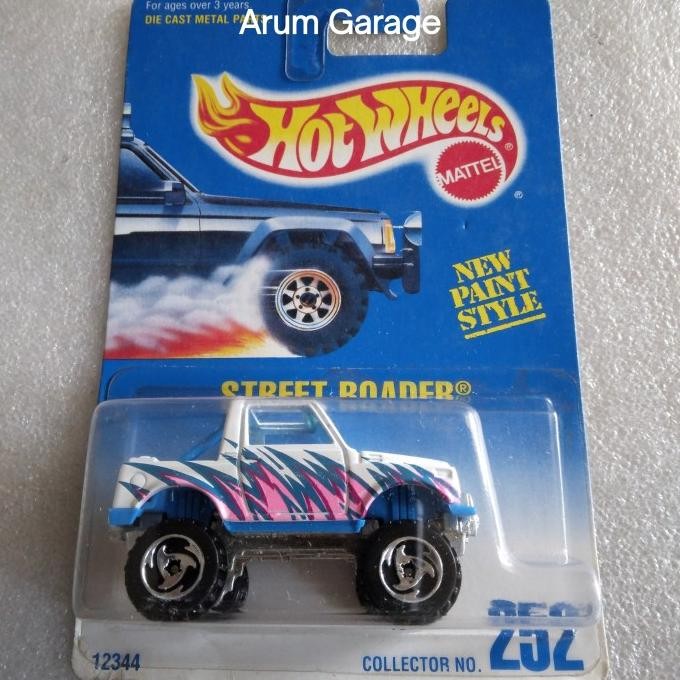 For ages over 3 years
DIE CAST METAL PARTS
Arum Garage
Hot Wheels®
MATTEL
®
NEW
PAINT
STYLE
STREET ROADER®
12344
COLLECTOR NO. 252